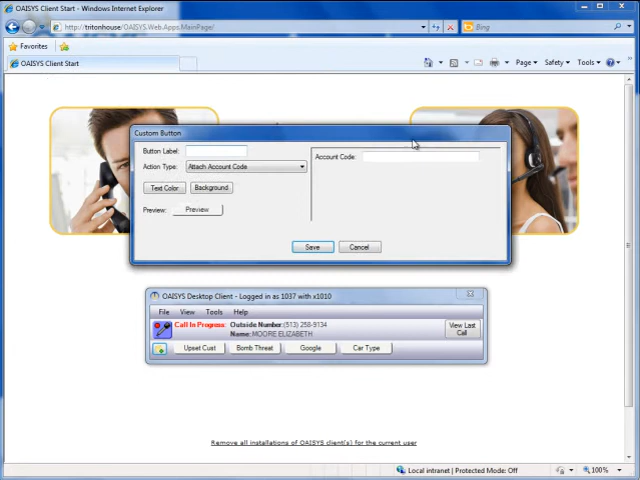 OAISYS Client Start - Windows Internet Explorer
http://tritonhouse/OAISYS.Web.Apps.MainPage/
Bing
Favorites
OAISYS Client Start
Page
Safety
Tools
Custom Button
Button Label:
Account Code:
Action Type:
Attach Account Code
Text Color
Background
Preview:
Preview
Save
Cancel
OAISYS Desktop Client - Logged in as 1037 with x1010
File View Tools Help
Call In Progress: Outside Number: (513) 258-9134
Name: MOORE ELIZABETH
View Last
Call
Upset Cust
Bomb Threat
Google
Car Type
Remove all installations of OAISYS client(s) for the current user
Local intranet | Protected Mode: Off
100%